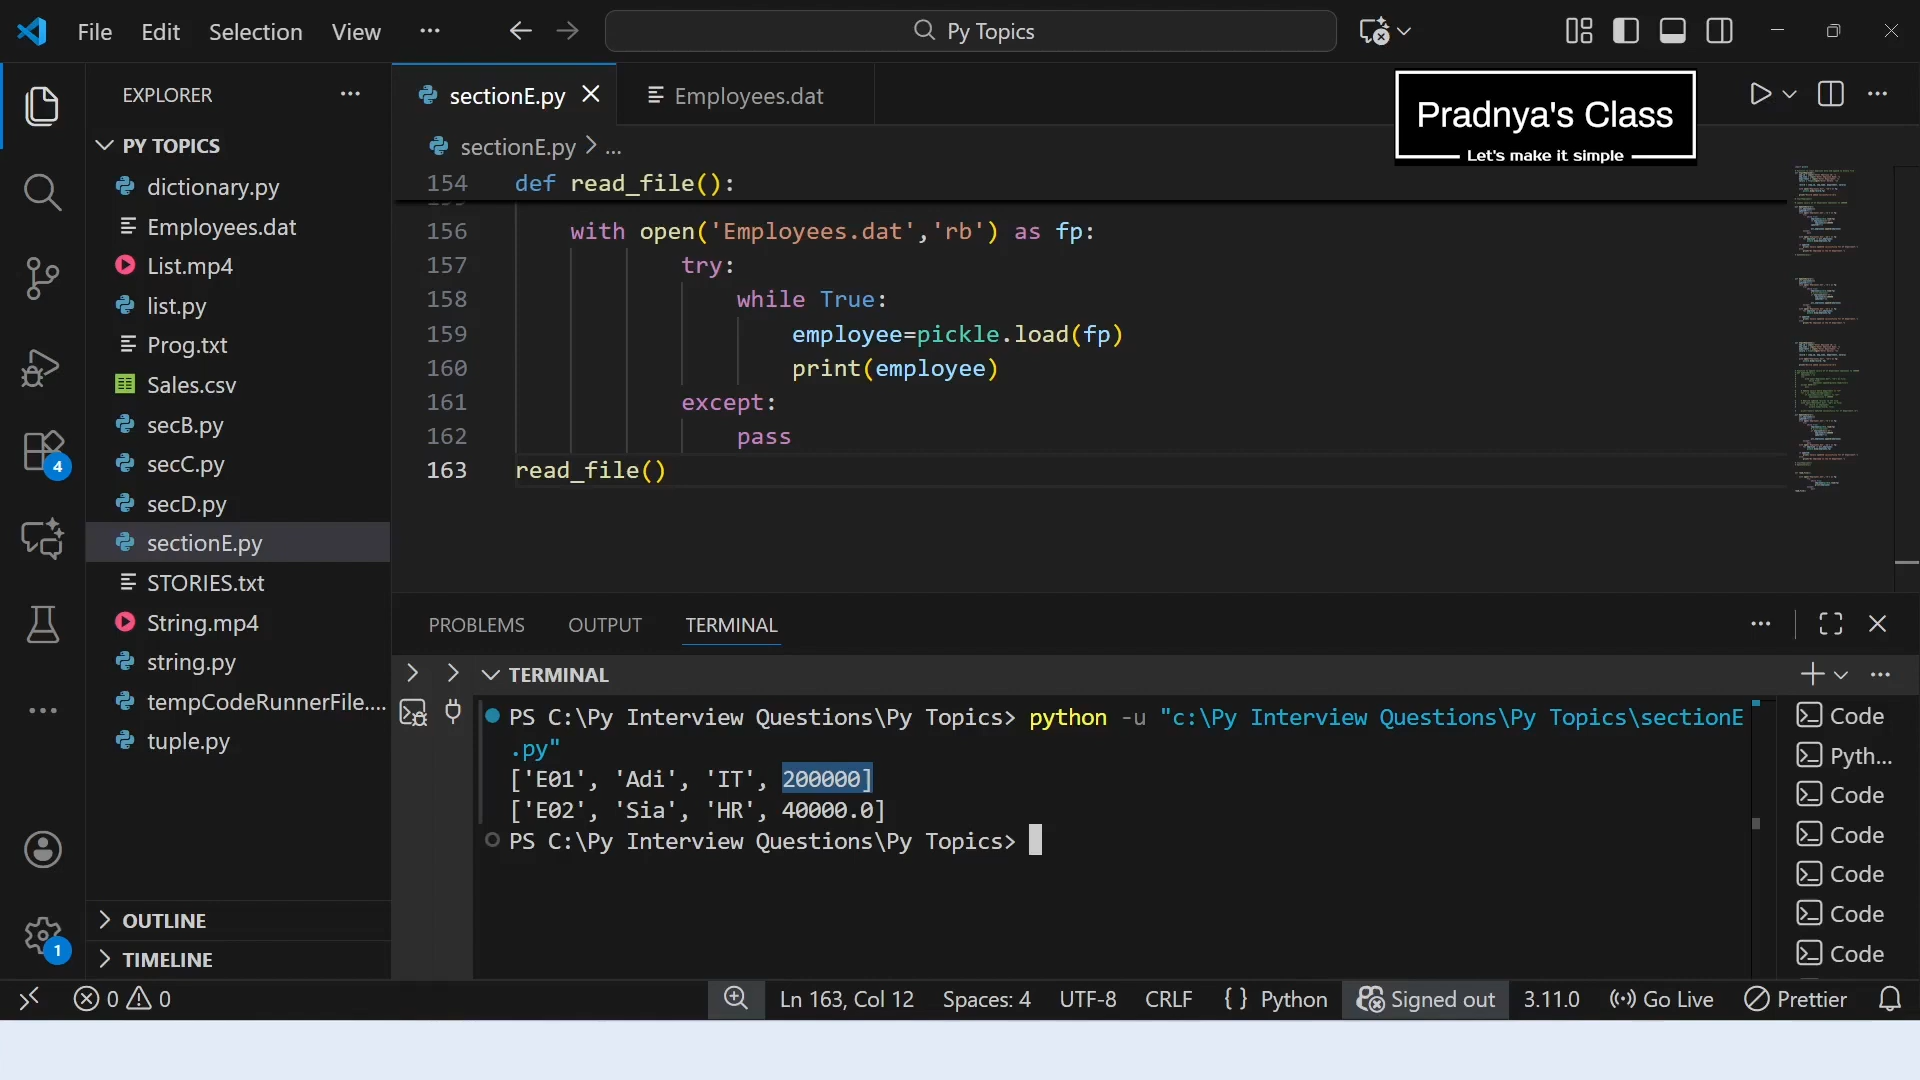 File Edit Selection View ...
Py Topics
EXPLORER
PY TOPICS
dictionary.py
Employees.dat
List.mp4
list.py
Prog.txt
Sales.csv
secB.py
secC.py
secD.py
sectionE.py
STORIES.txt
String.mp4
string.py
tempCodeRunnerFile....
tuple.py
OUTLINE
TIMELINE
4
1
sectionE.py
Employees.dat
Pradnya's Class
Let's make it simple
sectionE.py > ...
154 def read_file():
156 with open('Employees.dat','rb') as fp:
157 try:
158 while True:
159 employee=pickle.load(fp)
160 print(employee)
161 except:
162 pass
163 read_file()
PROBLEMS OUTPUT TERMINAL
TERMINAL
PS C:\Py Interview Questions\Py Topics> python -u "c:\Py Interview Questions\Py Topics\sectionE
.py"
['E01', 'Adi', 'IT', 200000]
['E02', 'Sia', 'HR', 40000.0]
PS C:\Py Interview Questions\Py Topics>
Code
Pyth...
Code
Code
Code
Code
Code
0 0 Ln 163, Col 12 Spaces: 4 UTF-8 CRLF { } Python Signed out 3.11.0 Go Live Prettier